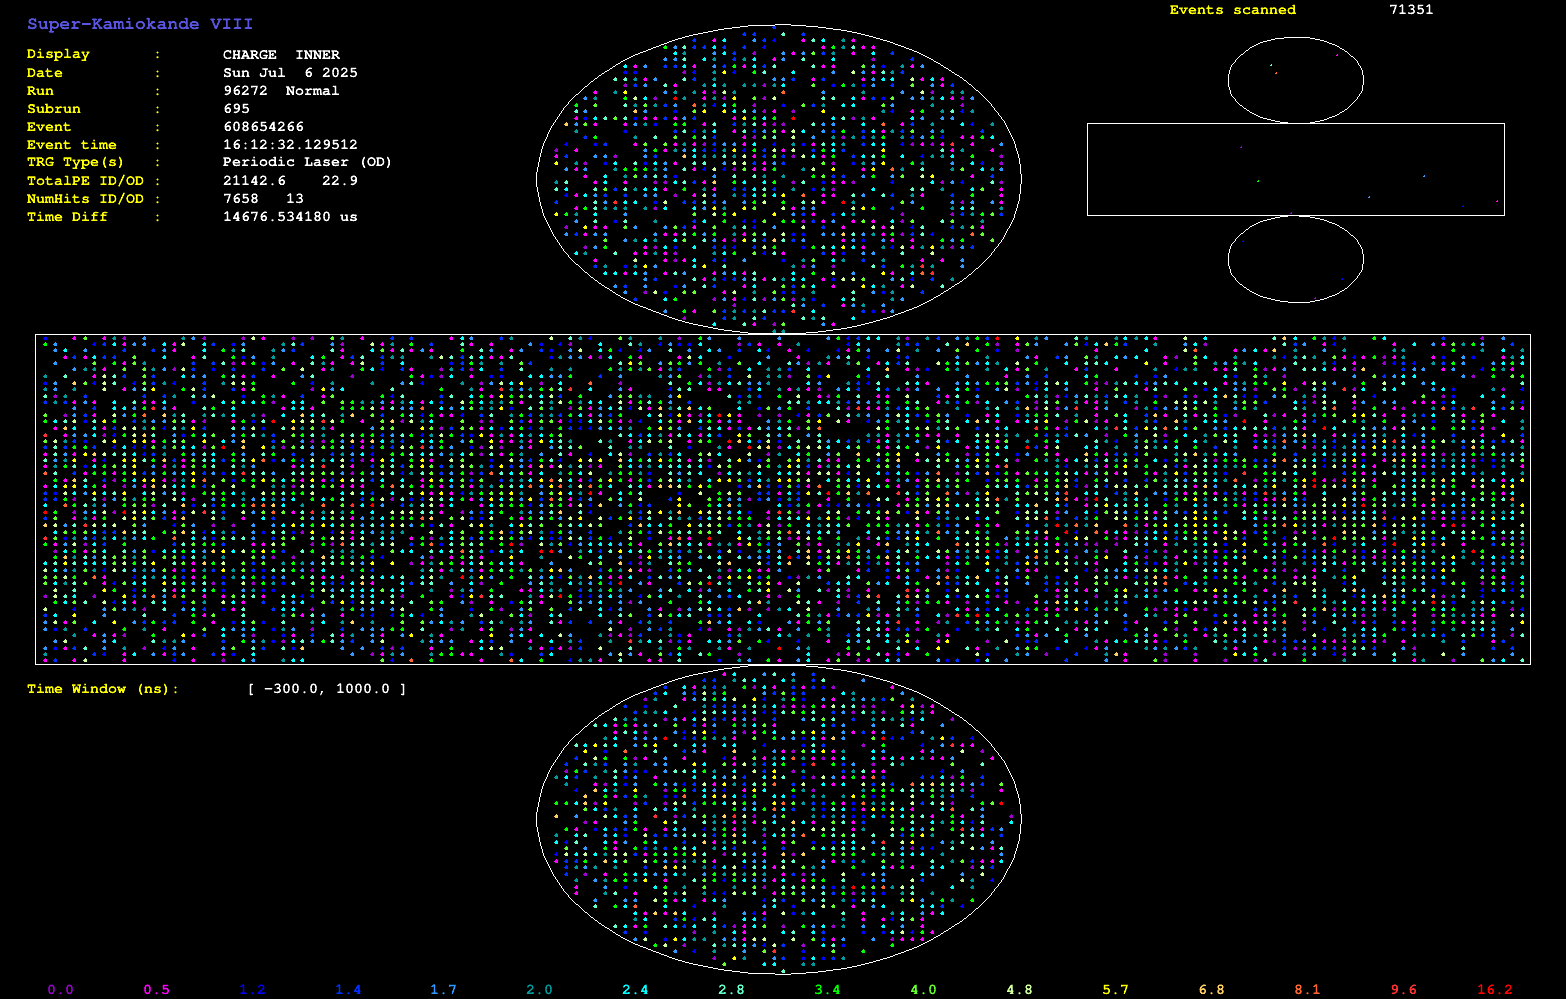 Super-Kamiokande VIII
Display : CHARGE INNER
Date : Sun Jul 6 2025
Run : 96272 Normal
Subrun : 695
Event : 608654266
Event time : 16:12:32.129512
TRG Type(s) : Periodic Laser (OD)
TotalPE ID/OD : 21142.6 22.9
NumHits ID/OD : 7658 13
Time Diff : 14676.534180 us
Events scanned 71351
Time Window (ns): [ -300.0, 1000.0 ]
0.0 0.5 1.2 1.4 1.7 2.0 2.4 2.8 3.4 4.0 4.8 5.7 6.8 8.1 9.6 16.2